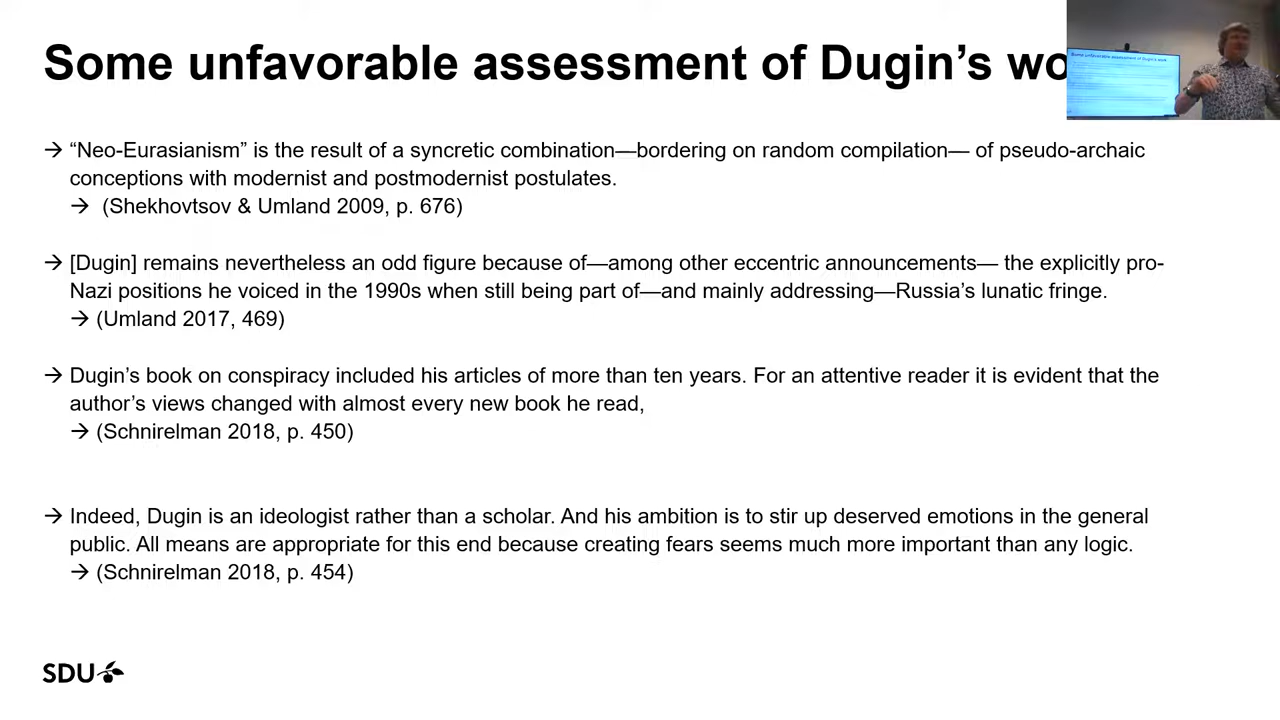 Some unfavorable assessment of Dugin’s wo
→ “Neo-Eurasianism” is the result of a syncretic combination—bordering on random compilation— of pseudo-archaic
conceptions with modernist and postmodernist postulates.
→ (Shekhovtsov & Umland 2009, p. 676)
→ [Dugin] remains nevertheless an odd figure because of—among other eccentric announcements— the explicitly pro-
Nazi positions he voiced in the 1990s when still being part of—and mainly addressing—Russia’s lunatic fringe.
→ (Umland 2017, 469)
→ Dugin’s book on conspiracy included his articles of more than ten years. For an attentive reader it is evident that the
author’s views changed with almost every new book he read,
→ (Schnirelman 2018, p. 450)
→ Indeed, Dugin is an ideologist rather than a scholar. And his ambition is to stir up deserved emotions in the general
public. All means are appropriate for this end because creating fears seems much more important than any logic.
→ (Schnirelman 2018, p. 454)
SDU
Some unfavorable assessment of Dugin's work